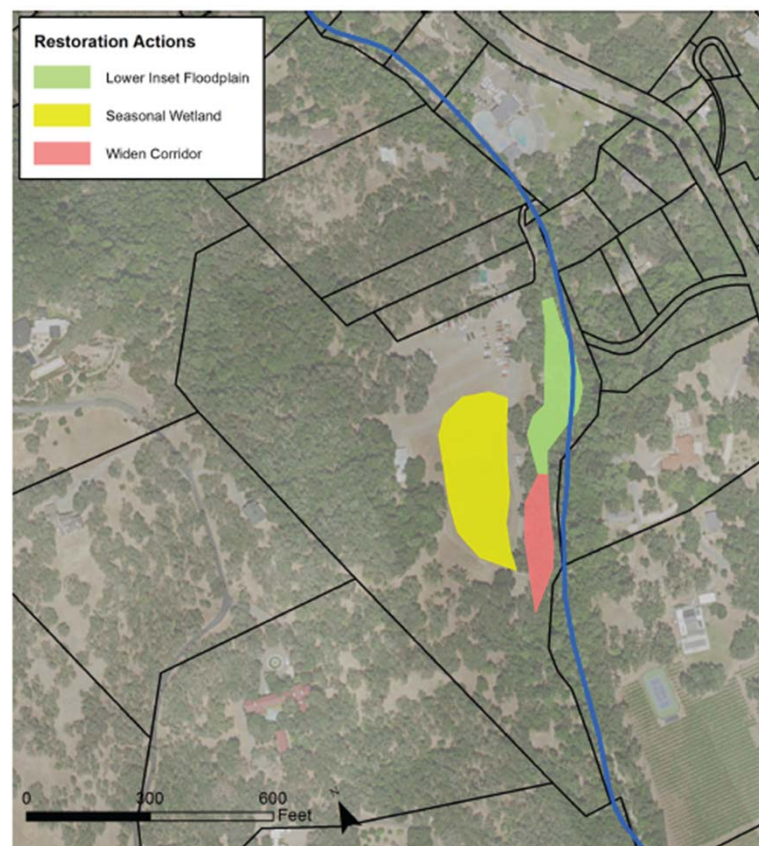 Restoration Actions
Lower Inset Floodplain
Seasonal Wetland
Widen Corridor
0 300 600
Feet
N